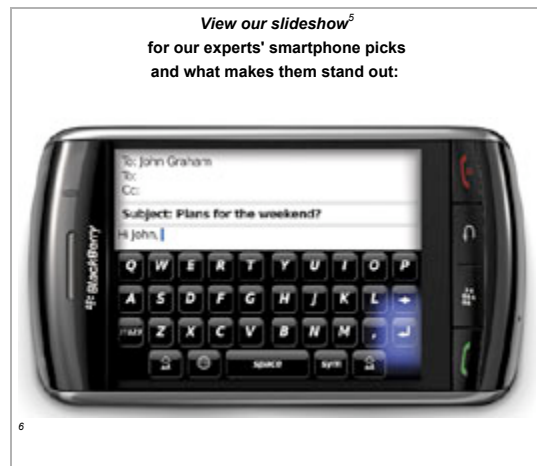 View our slideshow5
for our experts' smartphone picks
and what makes them stand out:
To: John Graham
To:
Cc:
Subject: Plans for the weekend?
Hi John,
BlackBerry
Q W E R T Y U I O P
A S D F G H J K L
Z X C V B N M ,
space sym
6